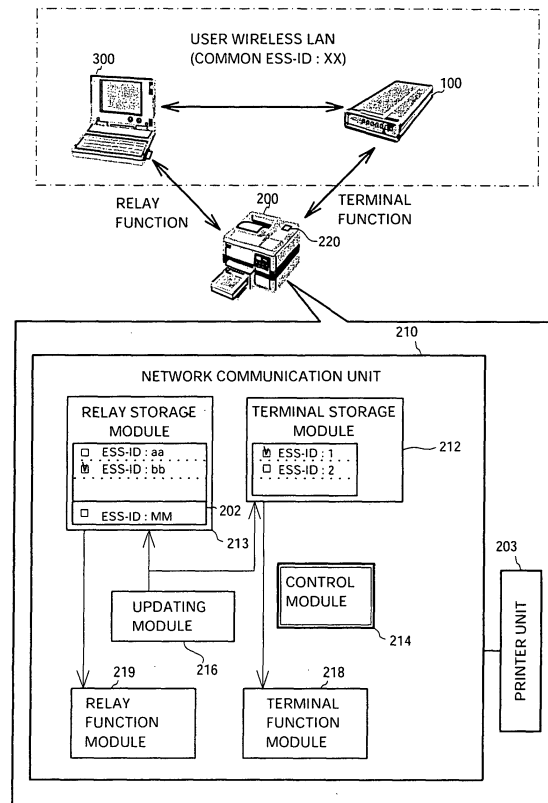 USER WIRELESS LAN
(COMMON ESS-ID : XX)
300
100
RELAY
FUNCTION
200
TERMINAL
FUNCTION
220
210
NETWORK COMMUNICATION UNIT
RELAY STORAGE
MODULE
ESS-ID : aa
ESS-ID : bb
ESS-ID : MM
202
213
TERMINAL STORAGE
MODULE
ESS-ID : 1
ESS-ID : 2
212
UPDATING
MODULE
216
CONTROL
MODULE
214
203
PRINTER UNIT
219
RELAY
FUNCTION
MODULE
218
TERMINAL
FUNCTION
MODULE